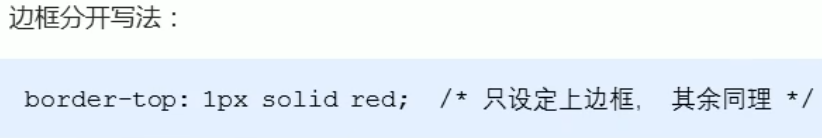 边框分开写法：
border-top: 1px solid red;  /* 只设定上边框， 其余同理 */